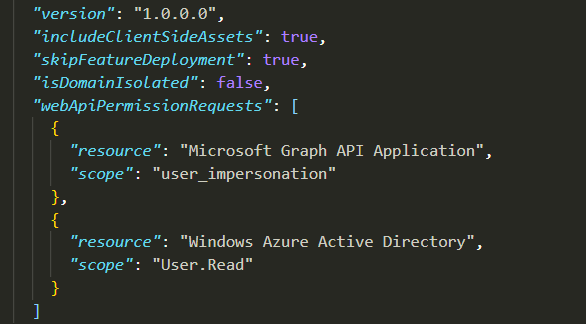 "version": "1.0.0.0",
"includeClientSideAssets": true,
"skipFeatureDeployment": true,
"isDomainIsolated": false,
"webApiPermissionRequests": [
{
"resource": "Microsoft Graph API Application",
"scope": "user_impersonation"
},
{
"resource": "Windows Azure Active Directory",
"scope": "User.Read"
}
]